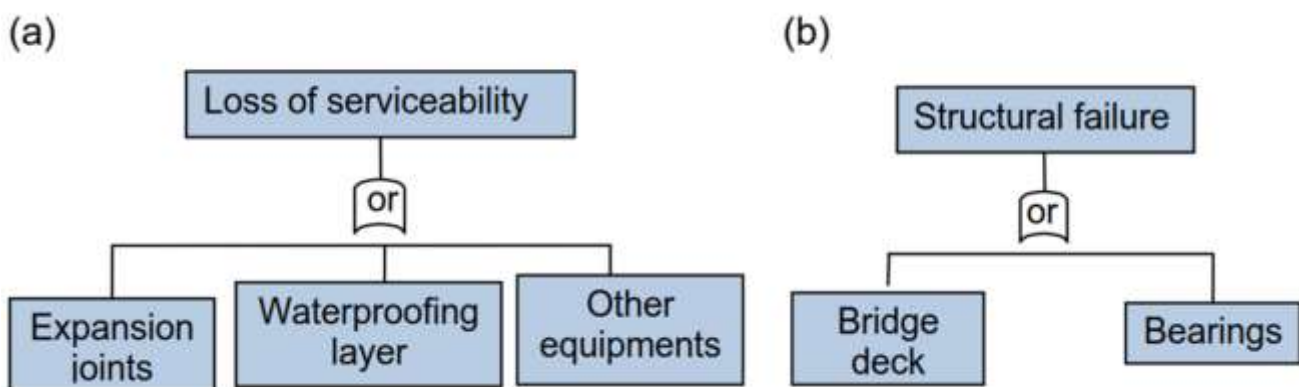 (a)
Loss of serviceability
or
Expansion
joints
Waterproofing
layer
Other
equipments
(b)
Structural failure
or
Bridge
deck
Bearings